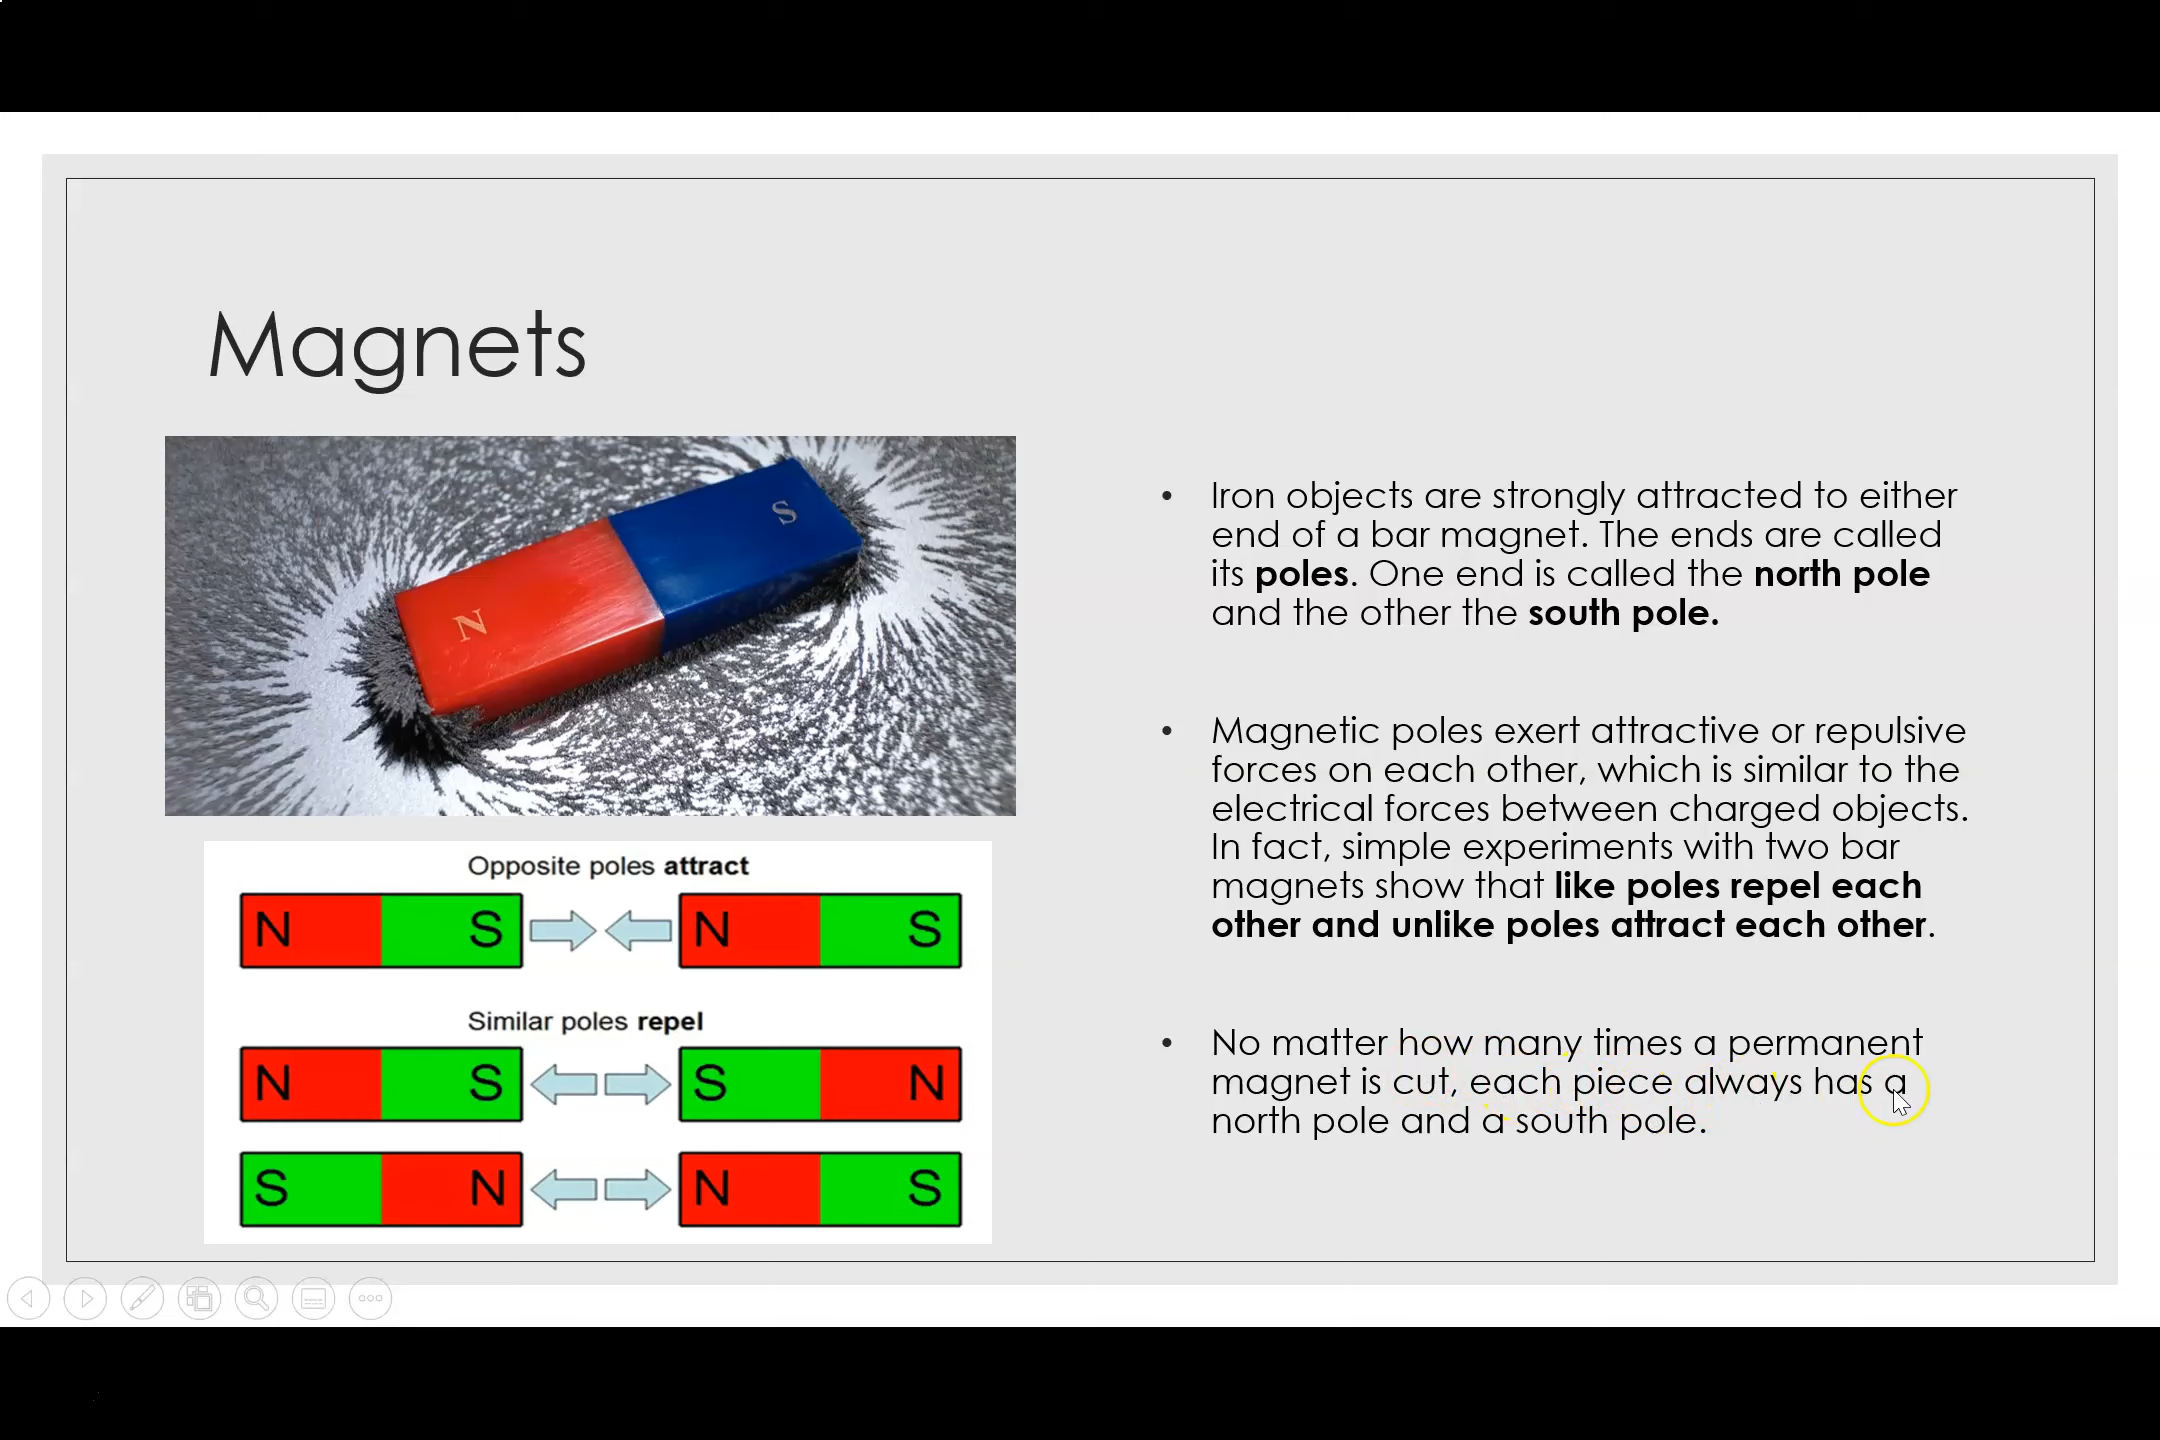 Magnets
N
S
Opposite poles attract
N S N S
Similar poles repel
N S S N
S N N S
• Iron objects are strongly attracted to either
end of a bar magnet. The ends are called
its poles. One end is called the north pole
and the other the south pole.
• Magnetic poles exert attractive or repulsive
forces on each other, which is similar to the
electrical forces between charged objects.
In fact, simple experiments with two bar
magnets show that like poles repel each
other and unlike poles attract each other.
• No matter how many times a permanent
magnet is cut, each piece always has a
north pole and a south pole.